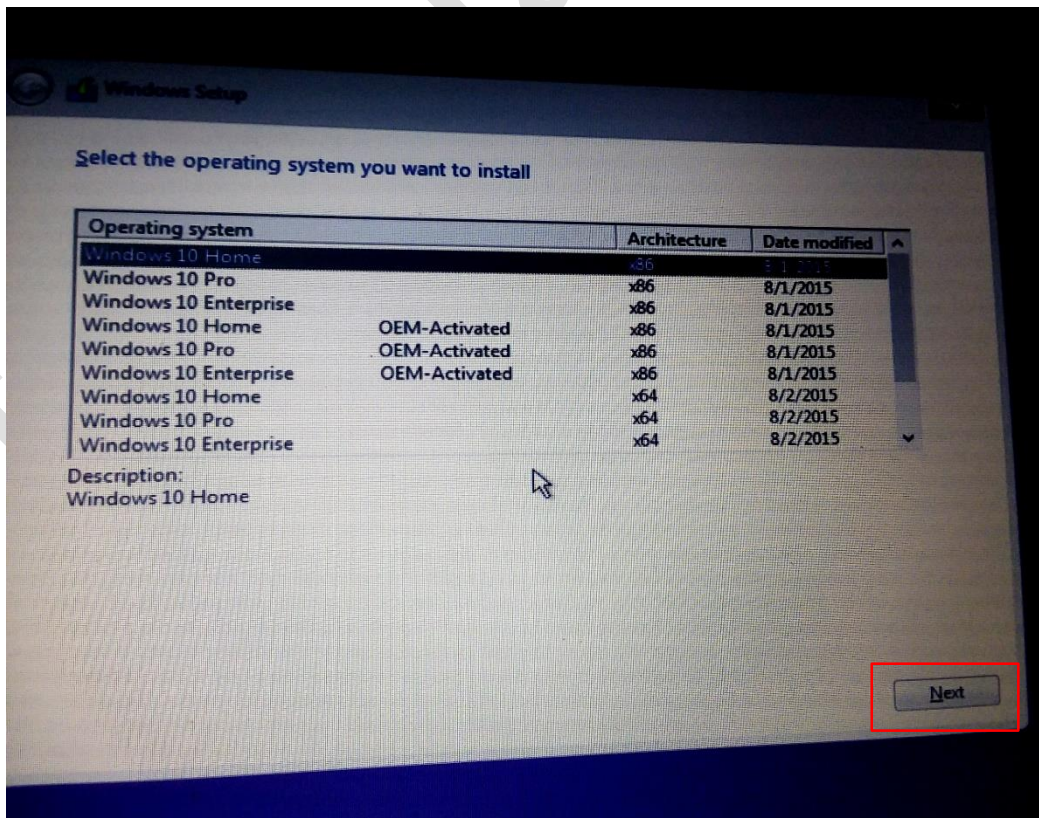 Windows Setup
Select the operating system you want to install
Operating system Architecture Date modified
Windows 10 Home x86 8/1/2015
Windows 10 Pro x86 8/1/2015
Windows 10 Enterprise x86 8/1/2015
Windows 10 Home OEM-Activated x86 8/1/2015
Windows 10 Pro OEM-Activated x86 8/1/2015
Windows 10 Enterprise OEM-Activated x86 8/1/2015
Windows 10 Home x64 8/2/2015
Windows 10 Pro x64 8/2/2015
Windows 10 Enterprise x64 8/2/2015
Description:
Windows 10 Home
Next